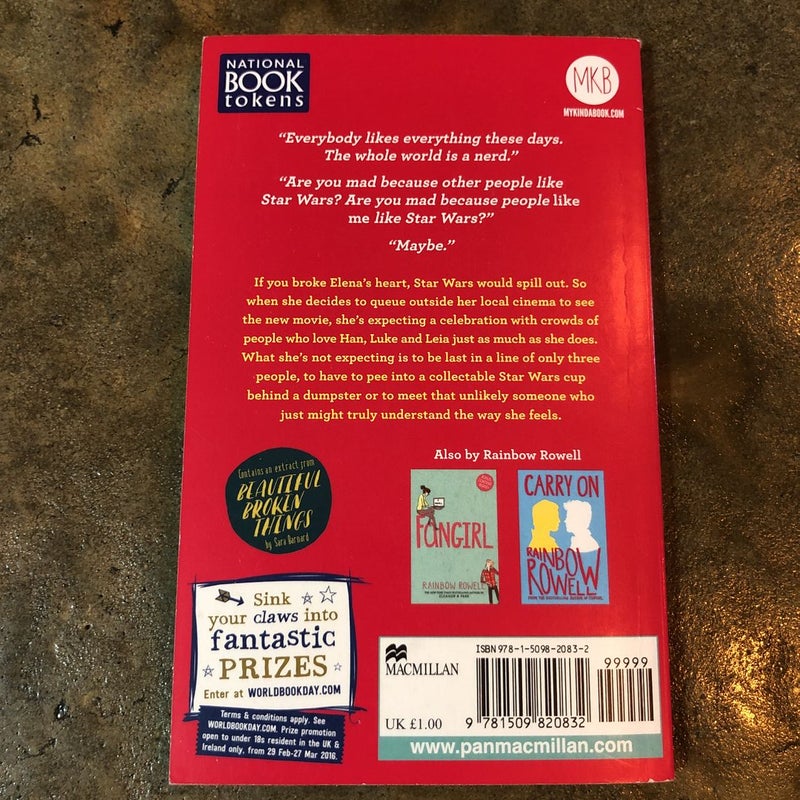 NATIONAL
BOOK
tokens
MKB
MYKINDABOOK.COM
“Everybody likes everything these days.
The whole world is a nerd.”
“Are you mad because other people like
Star Wars? Are you mad because people like
me like Star Wars?”
“Maybe.”
If you broke Elena’s heart, Star Wars would spill out. So
when she decides to queue outside her local cinema to see
the new movie, she’s expecting a celebration with crowds of
people who love Han, Luke and Leia just as much as she does.
What she’s not expecting is to be last in a line of only three
people, to have to pee into a collectable Star Wars cup
behind a dumpster or to meet that unlikely someone who
just might truly understand the way she feels.
Contains an extract from
BEAUTIFUL
BROKEN
THINGS
by Sara Barnard
Also by Rainbow Rowell
FANGIRL
RAINBOW ROWELL
CARRY ON
RAINBOW
ROWELL
Sink
your claws into
fantastic
PRIZES
Enter at WORLDBOOKDAY.COM
Terms & conditions apply. See
WORLDBOOKDAY.COM. Prize promotion
open to under 18s resident in the UK &
Ireland only, from 29 Feb-27 Mar 2016.
MACMILLAN
UK £1.00
ISBN 978-1-5098-2083-2
99999
9 781509 820832
www.panmacmillan.com